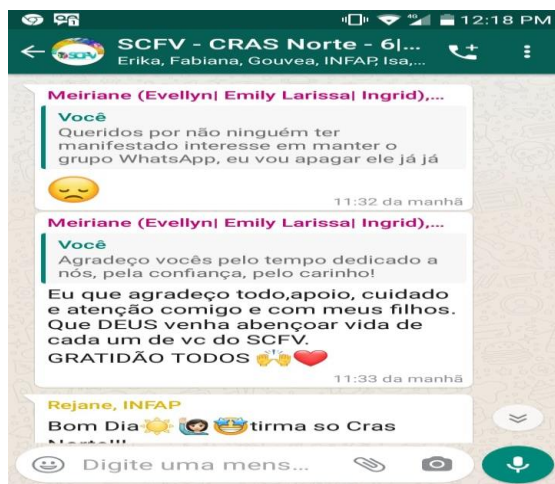 12:18 PM
SCFV - CRAS Norte - 6|...
Erika, Fabiana, Gouvea, INFAP, Isa,...
Meiriane (Evellyn| Emily Larissa| Ingrid),...
Você
Queridos por não ninguém ter
manifestado interesse em manter o
grupo WhatsApp, eu vou apagar ele já já
11:32 da manhã
Meiriane (Evellyn| Emily Larissa| Ingrid),...
Você
Agradeço vocês pelo tempo dedicado a
nós, pela confiança, pelo carinho!
Eu que agradeço todo,apoio, cuidado
e atenção comigo e com meus filhos.
Que DEUS venha abençoar vida de
cada um de vc do SCFV.
GRATIDÃO TODOS
11:33 da manhã
Rejane, INFAP
Bom Dia tirma so Cras
Digite uma mens...